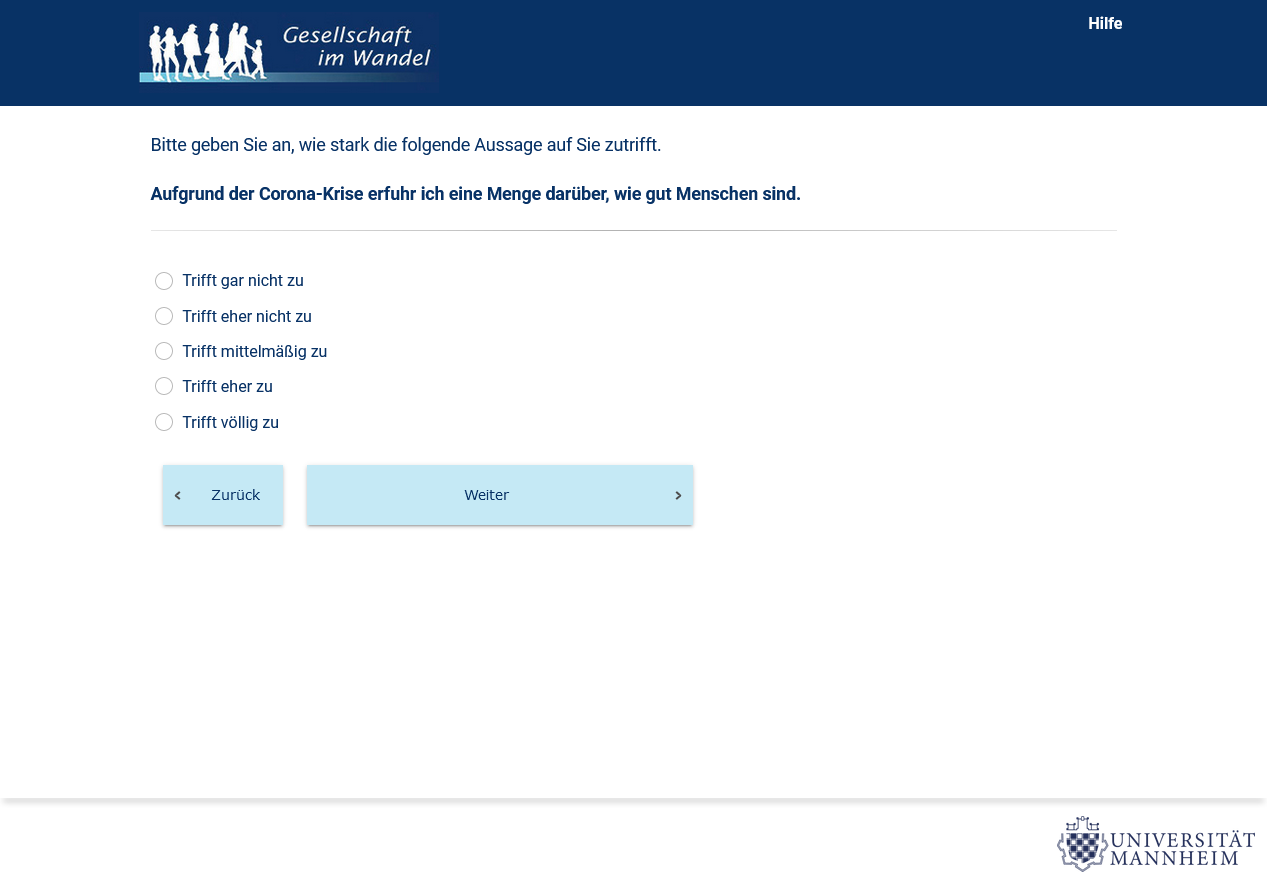 Gesellschaft
im Wandel
Hilfe
Bitte geben Sie an, wie stark die folgende Aussage auf Sie zutrifft.
Aufgrund der Corona-Krise erfuhr ich eine Menge darüber, wie gut Menschen sind.
Trifft gar nicht zu
Trifft eher nicht zu
Trifft mittelmäßig zu
Trifft eher zu
Trifft völlig zu
Zurück
Weiter
UNIVERSITÄT
MANNHEIM